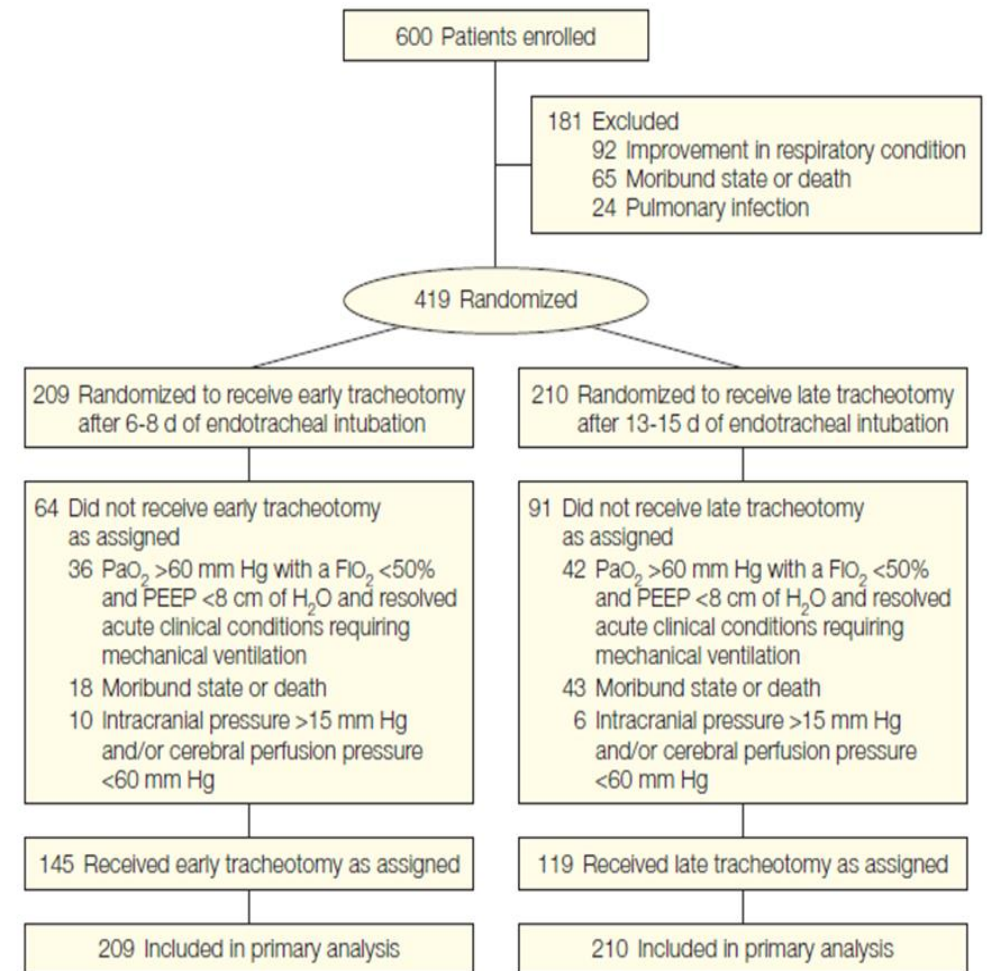 600 Patients enrolled
181 Excluded
92 Improvement in respiratory condition
65 Moribund state or death
24 Pulmonary infection
419 Randomized
209 Randomized to receive early tracheotomy
after 6-8 d of endotracheal intubation
210 Randomized to receive late tracheotomy
after 13-15 d of endotracheal intubation
64 Did not receive early tracheotomy
as assigned
36 PaO₂ >60 mm Hg with a FIO₂ <50%
and PEEP <8 cm of H₂O and resolved
acute clinical conditions requiring
mechanical ventilation
18 Moribund state or death
10 Intracranial pressure >15 mm Hg
and/or cerebral perfusion pressure
<60 mm Hg
91 Did not receive late tracheotomy
as assigned
42 PaO₂ >60 mm Hg with a FIO₂ <50%
and PEEP <8 cm of H₂O and resolved
acute clinical conditions requiring
mechanical ventilation
43 Moribund state or death
6 Intracranial pressure >15 mm Hg
and/or cerebral perfusion pressure
<60 mm Hg
145 Received early tracheotomy as assigned
119 Received late tracheotomy as assigned
209 Included in primary analysis
210 Included in primary analysis